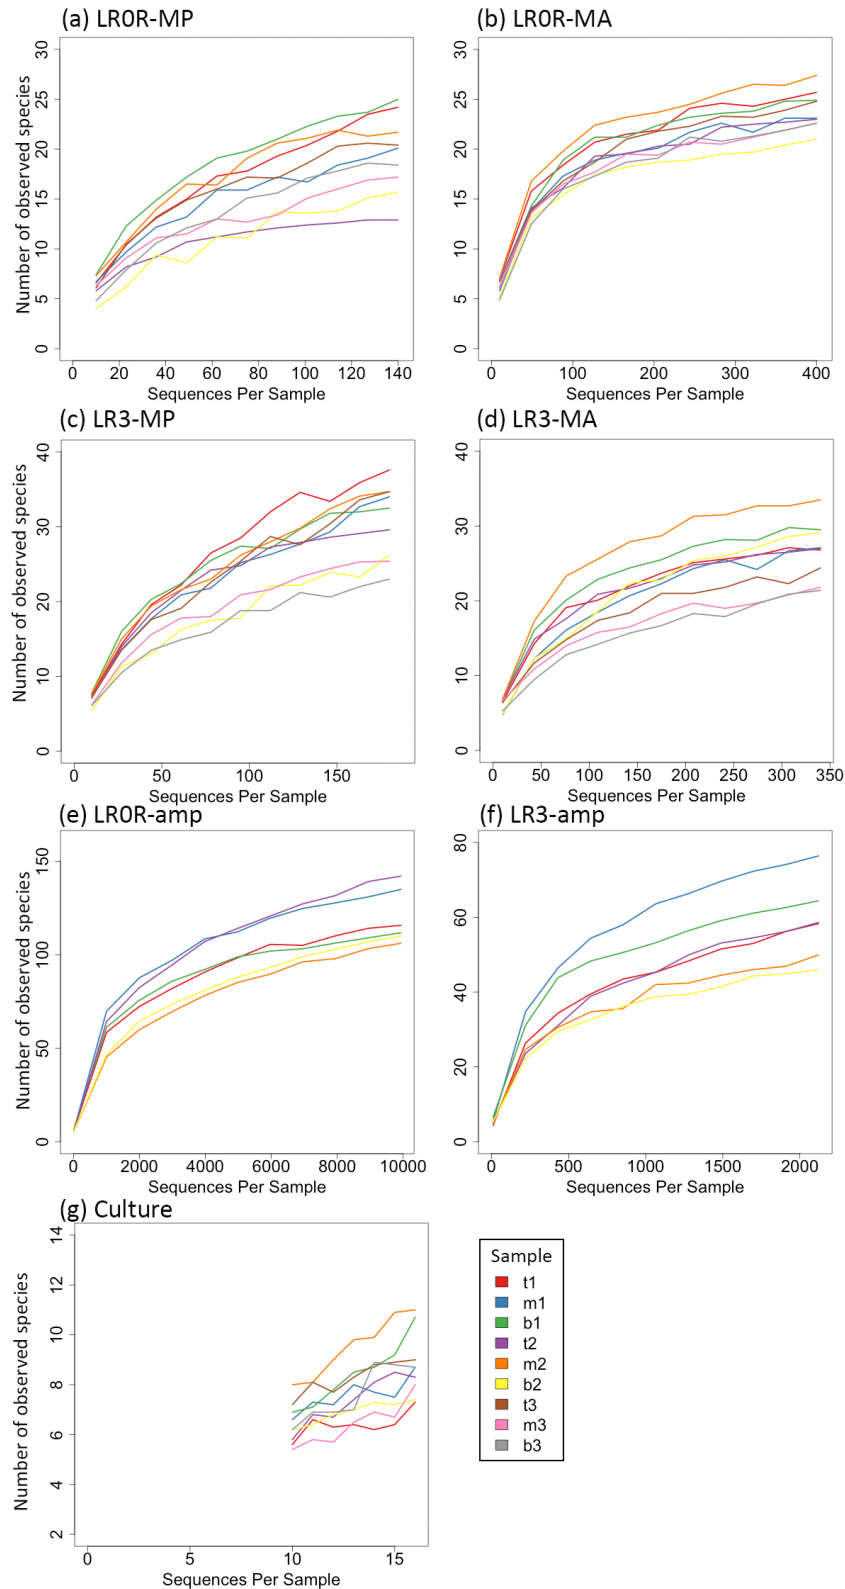 (a) LR0R-MP
(b) LR0R-MA
Number of observed species
0 5 10 15 20 25 30
0 20 40 60 80 100 120 140
Sequences Per Sample
0 5 10 15 20 25 30
0 100 200 300 400
Sequences Per Sample
(c) LR3-MP
(d) LR3-MA
Number of observed species
0 10 20 30 40
0 50 100 150
Sequences Per Sample
0 10 20 30 40
0 50 100 150 200 250 300 350
Sequences Per Sample
(e) LR0R-amp
(f) LR3-amp
Number of observed species
0 50 100 150
0 2000 4000 6000 8000 10000
Sequences Per Sample
0 20 40 60 80
0 500 1000 1500 2000
Sequences Per Sample
(g) Culture
Number of observed species
2 4 6 8 10 12 14
0 5 10 15
Sequences Per Sample
Sample
t1
m1
b1
t2
m2
b2
t3
m3
b3